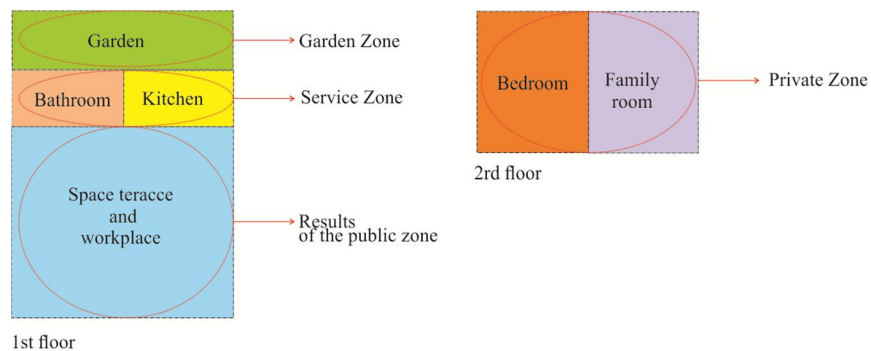 Garden
Garden Zone
Bathroom
Kitchen
Service Zone
Space teracce
and
workplace
Results
of the public zone
1st floor
Bedroom
Family
room
Private Zone
2rd floor